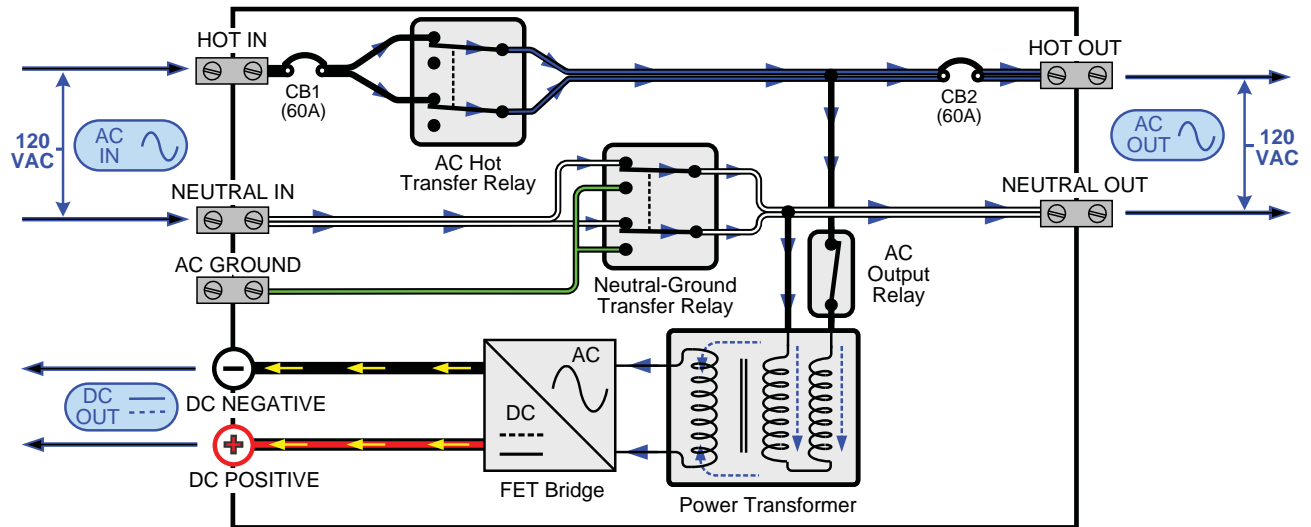 HOT IN
CB1
(60A)
AC Hot
Transfer Relay
HOT OUT
CB2
(60A)
120
VAC
AC
IN
AC
OUT
120
VAC
NEUTRAL IN
NEUTRAL OUT
AC GROUND
Neutral-Ground
Transfer Relay
AC
Output
Relay
−
DC NEGATIVE
DC
OUT
+
DC POSITIVE
AC
DC
FET Bridge
Power Transformer